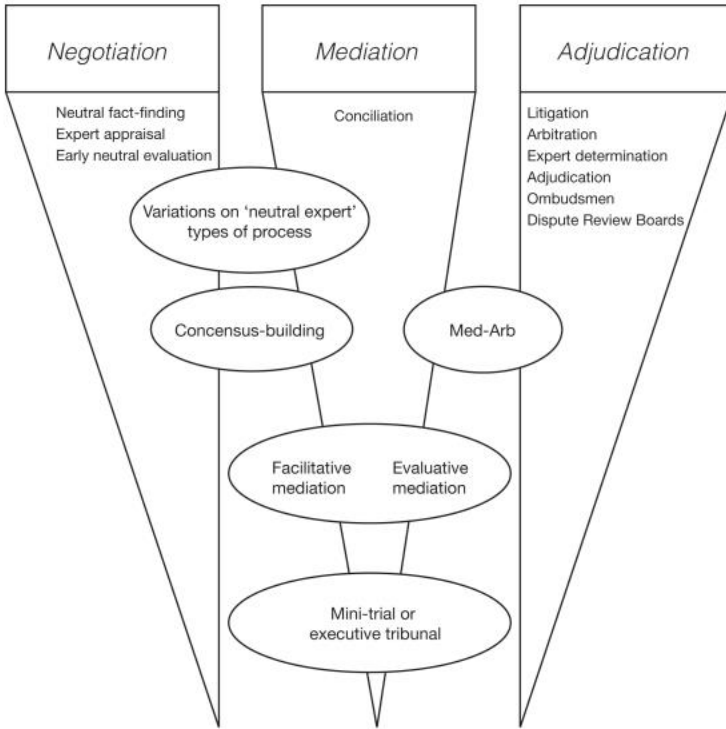 Negotiation
Mediation
Adjudication
Neutral fact-finding
Expert appraisal
Early neutral evaluation
Conciliation
Litigation
Arbitration
Expert determination
Adjudication
Ombudsmen
Dispute Review Boards
Variations on ‘neutral expert’
types of process
Concensus-building
Med-Arb
Facilitative
mediation
Evaluative
mediation
Mini-trial or
executive tribunal